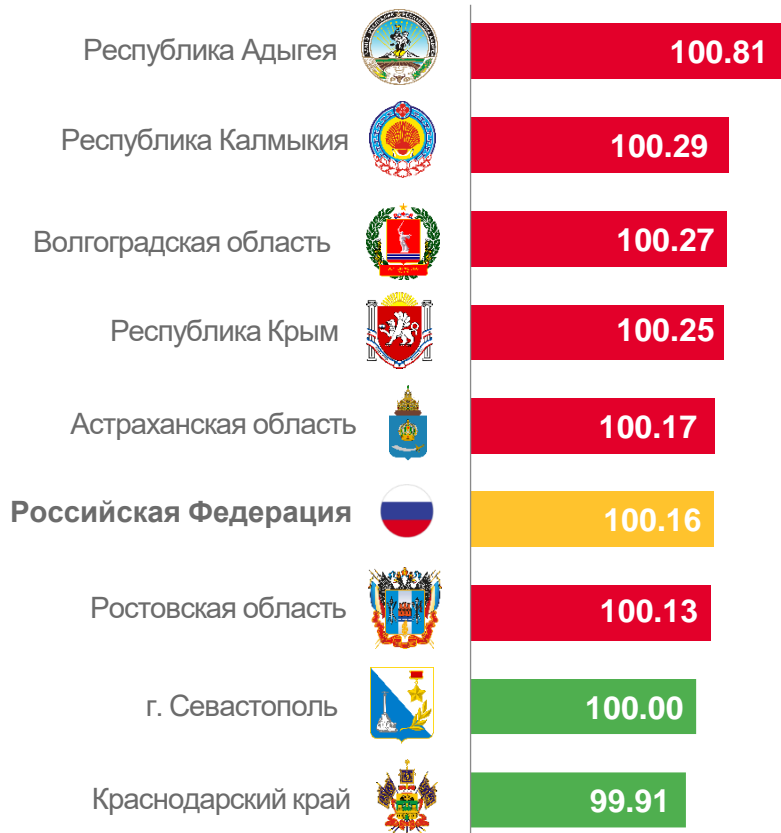 Республика Адыгея 100.81
Республика Калмыкия 100.29
Волгоградская область 100.27
Республика Крым 100.25
Астраханская область 100.17
Российская Федерация 100.16
Ростовская область 100.13
г. Севастополь 100.00
Краснодарский край 99.91